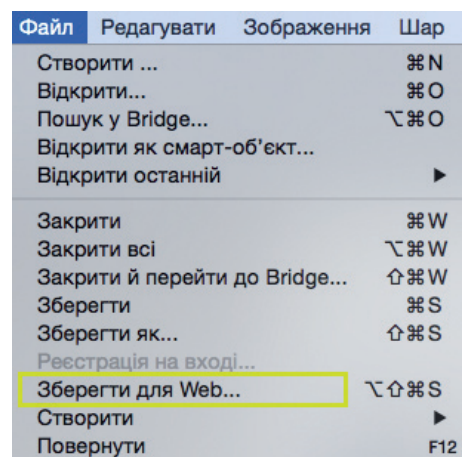 Файл Редагувати Зображення Шар
Створити ... ⌘N
Відкрити... ⌘O
Пошук у Bridge... ⌥⌘O
Відкрити як смарт-об'єкт...
Відкрити останній ▶
Закрити ⌘W
Закрити всі ⌥⌘W
Закрити й перейти до Bridge... ⇧⌘W
Зберегти ⌘S
Зберегти як... ⇧⌘S
Реєстрація на вході...
Зберегти для Web... ⌥⇧⌘S
Створити ▶
Повернути F12